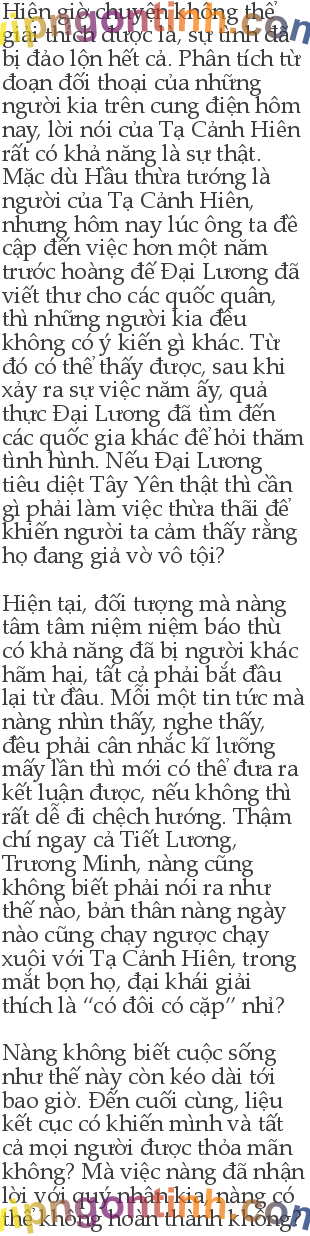 Hiện giờ chuyện không thể
giải thích được là, sự tình đã
bị đảo lộn hết cả. Phân tích từ
đoạn đối thoại của những
người kia trên cung điện hôm
nay, lời nói của Tạ Cảnh Hiên
rất có khả năng là sự thật.
Mặc dù Hầu thừa tướng là
người của Tạ Cảnh Hiên,
nhưng hôm nay lúc ông ta đề
cập đến việc hơn một năm
trước hoàng đế Đại Lương đã
viết thư cho các quốc quân,
thì những người kia đều
không có ý kiến gì khác. Từ
đó có thể thấy được, sau khi
xảy ra sự việc năm ấy, quả
thực Đại Lương đã tìm đến
các quốc gia khác để hỏi thăm
tình hình. Nếu Đại Lương
tiêu diệt Tây Yên thật thì cần
gì phải làm việc thừa thãi để
khiến người ta cảm thấy rằng
họ đang giả vờ vô tội?
Hiện tại, đối tượng mà nàng
tâm tâm niệm niệm báo thù
có khả năng đã bị người khác
hãm hại, tất cả phải bắt đầu
lại từ đầu. Mỗi một tin tức mà
nàng nhìn thấy, nghe thấy,
đều phải cân nhắc kĩ lưỡng
mấy lần thì mới có thể đưa ra
kết luận được, nếu không thì
rất dễ đi chệch hướng. Thậm
chí ngay cả Tiết Lương,
Trương Minh, nàng cũng
không biết phải nói ra như
thế nào, bản thân nàng ngày
nào cũng chạy ngược chạy
xuôi với Tạ Cảnh Hiên, trong
mắt bọn họ, đại khái giải
thích là “có đôi có cặp” nhỉ?
Nàng không biết cuộc sống
như thế này còn kéo dài tới
bao giờ. Đến cuối cùng, liệu
kết cục có khiến mình và tất
cả mọi người được thỏa mãn
không? Mà việc nàng đã nhận
lời với quý nhân kia, nàng có
thể không hoàn thành không?
vipngontinh.com
vipngontinh.com